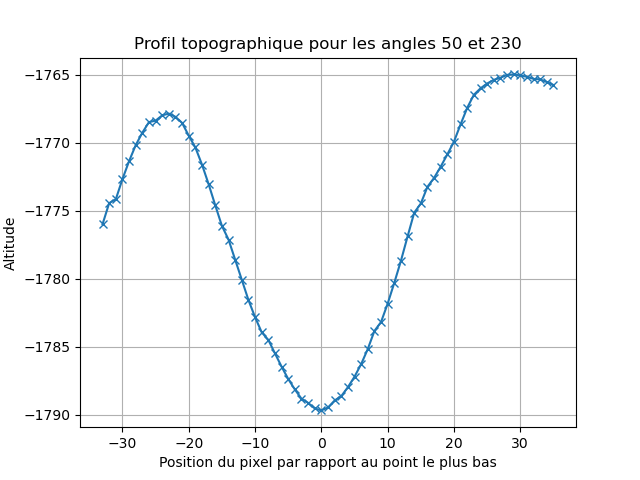 Profil topographique pour les angles 50 et 230
−1765
−1770
−1775
−1780
−1785
−1790
Altitude
−30 −20 −10 0 10 20 30
Position du pixel par rapport au point le plus bas